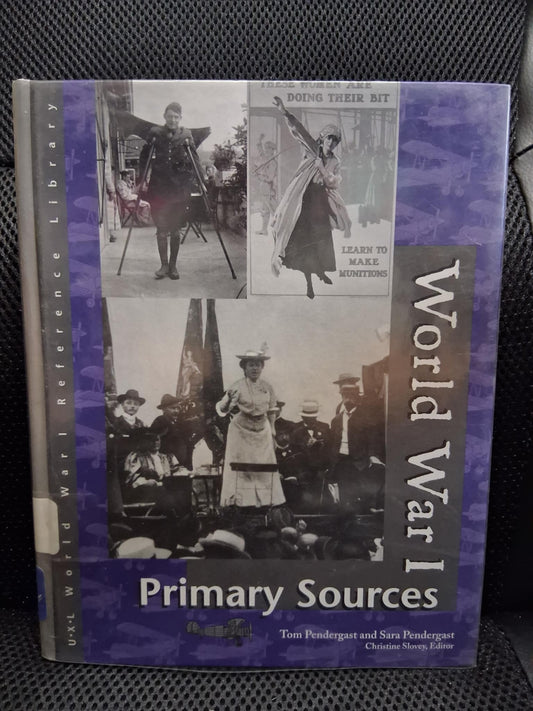 U·X·L World War I Reference Library
THESE WOMEN ARE
DOING THEIR BIT
LEARN TO
MAKE
MUNITIONS
World War I
Primary Sources
Tom Pendergast and Sara Pendergast
Christine Slovey, Editor